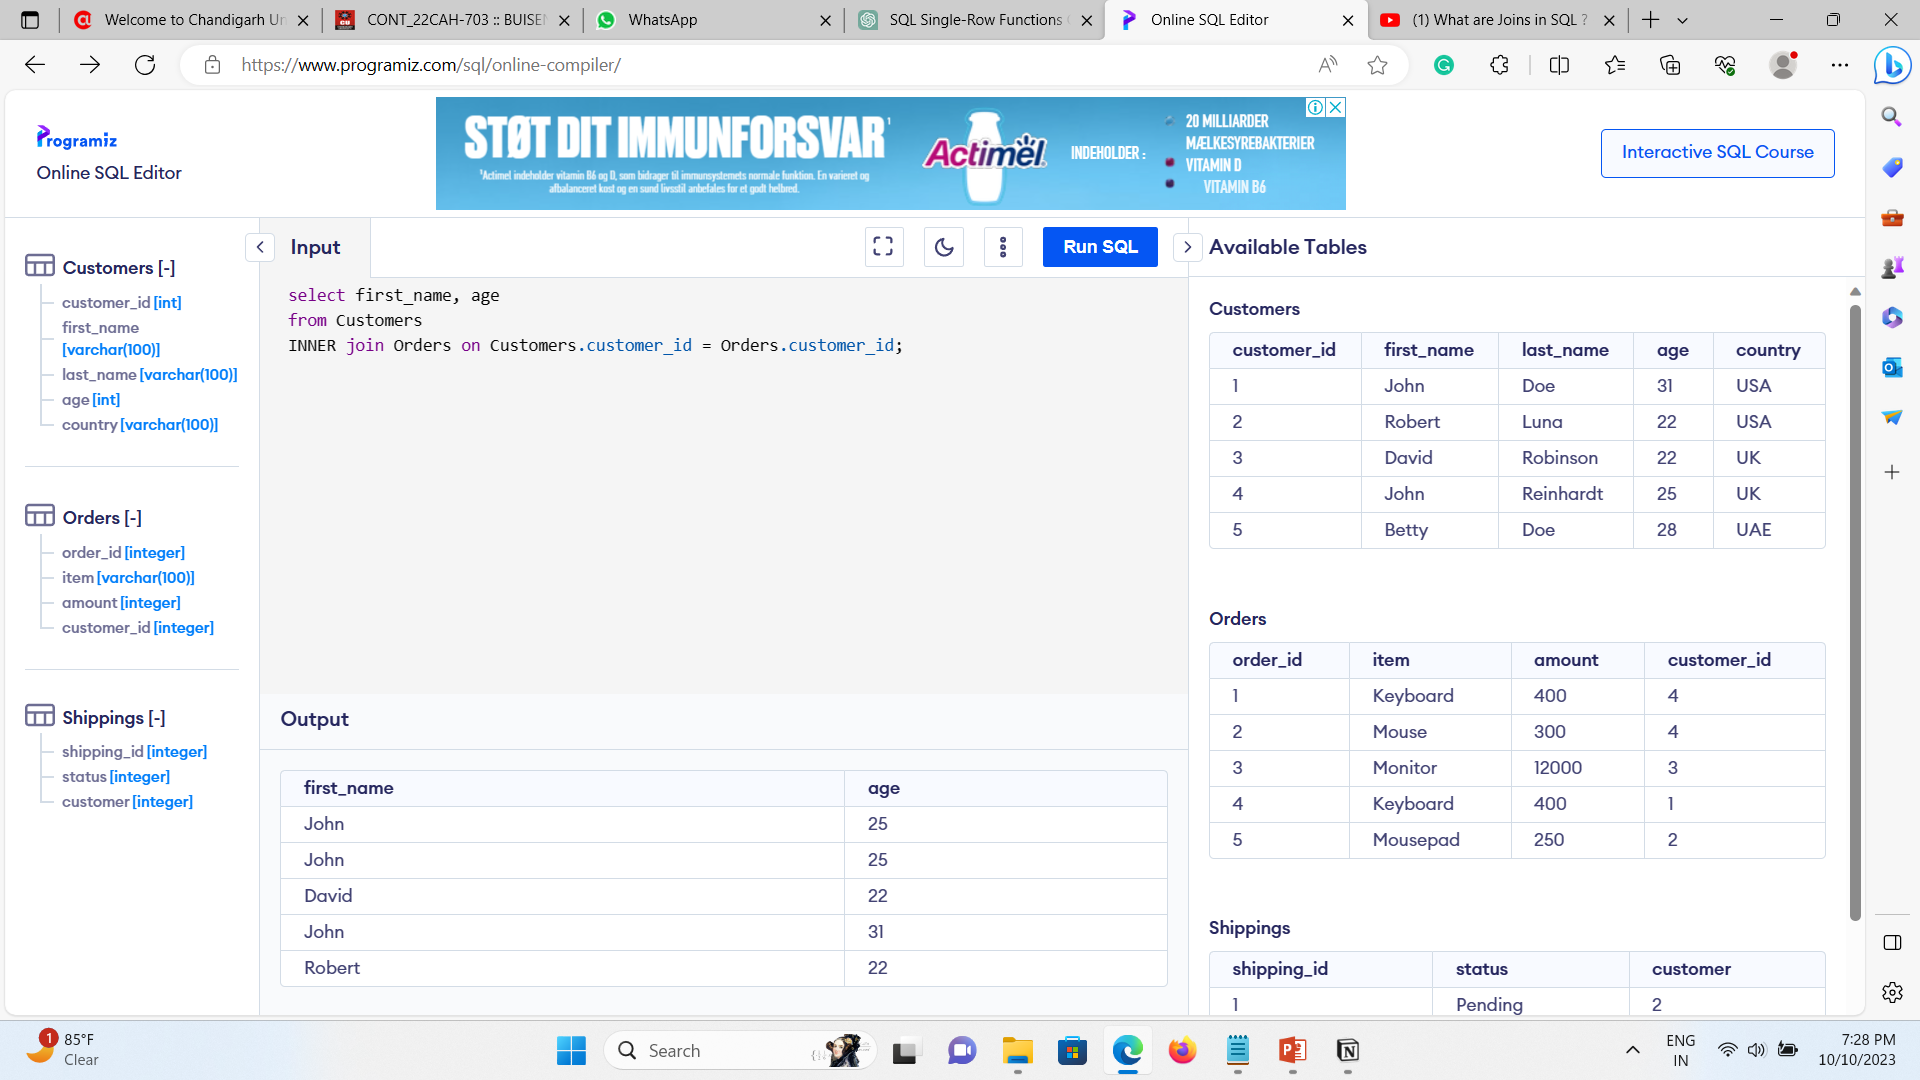 Welcome to Chandigarh Un
CONT_22CAH-703 :: BUISEN
WhatsApp
SQL Single-Row Functions
Online SQL Editor
(1) What are Joins in SQL ?
https://www.programiz.com/sql/online-compiler/
Programiz
Online SQL Editor
STØT DIT IMMUNFORSVAR¹
¹Actimel indeholder vitamin B6 og D, som bidrager til immunsystemets normale funktion. En varieret og
afbalanceret kost og en sund livsstil anbefales for et godt helbred.
Actimel
INDEHOLDER :
20 MILLIARDER
MÆLKESYREBAKTERIER
VITAMIN D
VITAMIN B6
Interactive SQL Course
Customers [-]
customer_id [int]
first_name
[varchar(100)]
last_name [varchar(100)]
age [int]
country [varchar(100)]
Orders [-]
order_id [integer]
item [varchar(100)]
amount [integer]
customer_id [integer]
Shippings [-]
shipping_id [integer]
status [integer]
customer [integer]
Input
Run SQL
select first_name, age
from Customers
INNER join Orders on Customers.customer_id = Orders.customer_id;
Output
first_name age
John 25
John 25
David 22
John 31
Robert 22
Available Tables
Customers
customer_id first_name last_name age country
1 John Doe 31 USA
2 Robert Luna 22 USA
3 David Robinson 22 UK
4 John Reinhardt 25 UK
5 Betty Doe 28 UAE
Orders
order_id item amount customer_id
1 Keyboard 400 4
2 Mouse 300 4
3 Monitor 12000 3
4 Keyboard 400 1
5 Mousepad 250 2
Shippings
shipping_id status customer
1 Pending 2
1
85°F
Clear
Search
ENG
IN
7:28 PM
10/10/2023